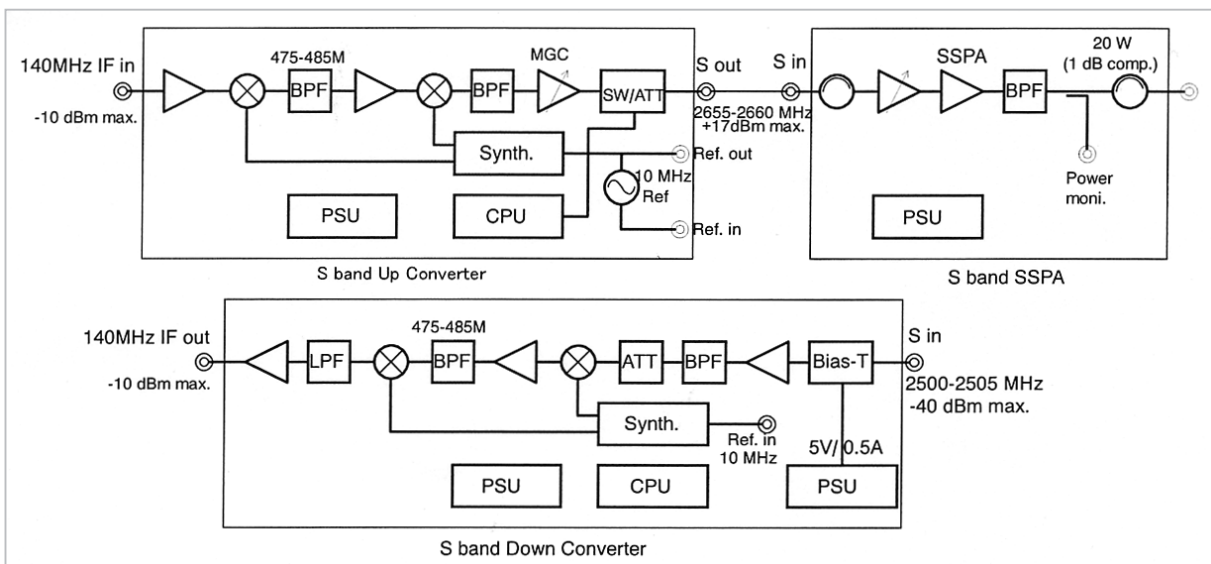 140MHz IF in
-10 dBm max.
475-485M
BPF
BPF
MGC
SW/ATT
S out
2655-2660 MHz
+17dBm max.
Synth.
Ref. out
10 MHz
Ref
Ref. in
PSU
CPU
S band Up Converter
S in
SSPA
BPF
20 W
(1 dB comp.)
Power
moni.
PSU
S band SSPA
140MHz IF out
-10 dBm max.
LPF
475-485M
BPF
ATT
BPF
Bias-T
S in
2500-2505 MHz
-40 dBm max.
Synth.
Ref. in
10 MHz
5V/ 0.5A
PSU
CPU
PSU
S band Down Converter